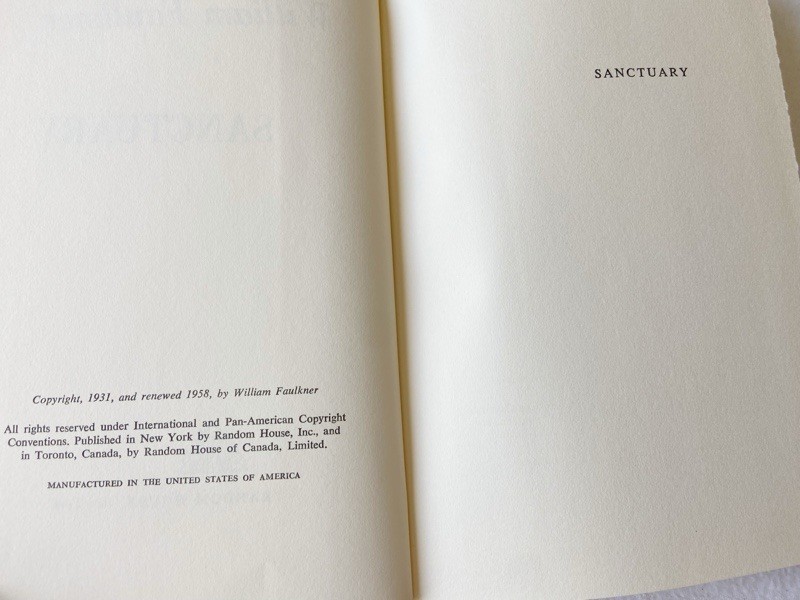 Copyright, 1931, and renewed 1958, by William Faulkner
All rights reserved under International and Pan-American Copyright
Conventions. Published in New York by Random House, Inc., and
in Toronto, Canada, by Random House of Canada, Limited.
MANUFACTURED IN THE UNITED STATES OF AMERICA
SANCTUARY